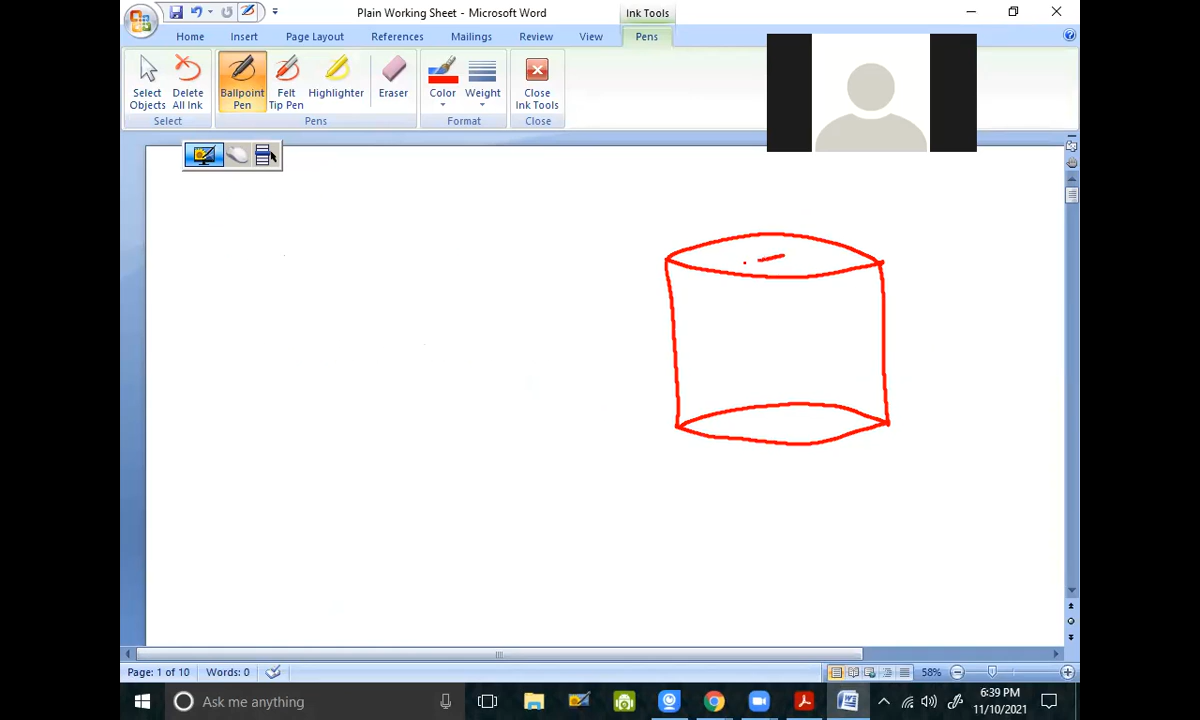 Plain Working Sheet - Microsoft Word
Ink Tools
Home Insert Page Layout References Mailings Review View Pens
Select Objects
Delete All Ink
Ballpoint Pen
Felt Tip Pen
Highlighter
Eraser
Color
Weight
Close Ink Tools
Select Pens Format Close
Page: 1 of 10 Words: 0 58%
Ask me anything
6:39 PM
11/10/2021